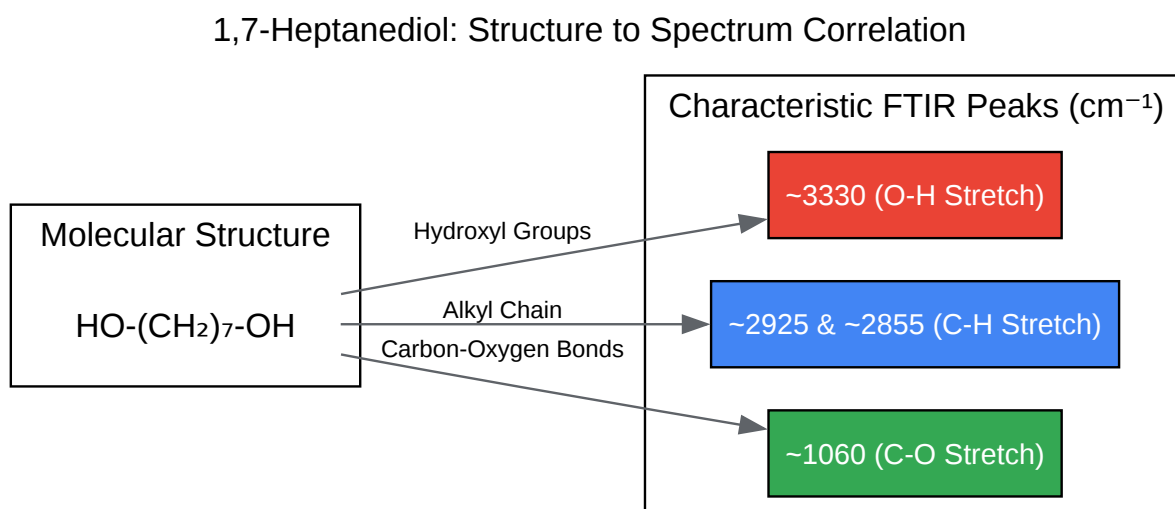 1,7-Heptanediol: Structure to Spectrum Correlation
Molecular Structure
HO-(CH₂)₇-OH
Hydroxyl Groups
Alkyl Chain
Carbon-Oxygen Bonds
Characteristic FTIR Peaks (cm⁻¹)
~3330 (O-H Stretch)
~2925 & ~2855 (C-H Stretch)
~1060 (C-O Stretch)